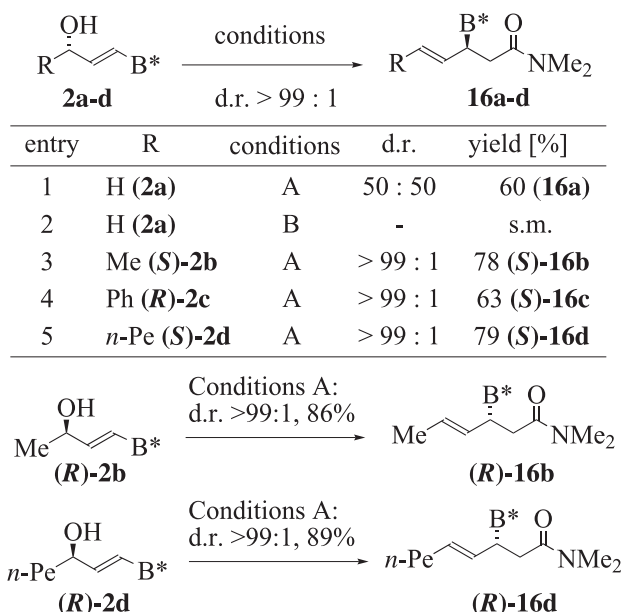 OH
R
B*
2a-d
conditions
d.r. > 99 : 1
B*
O
R
NMe2
16a-d
entry R conditions d.r. yield [%]
1 H (2a) A 50 : 50 60 (16a)
2 H (2a) B - s.m.
3 Me (S)-2b A > 99 : 1 78 (S)-16b
4 Ph (R)-2c A > 99 : 1 63 (S)-16c
5 n-Pe (S)-2d A > 99 : 1 79 (S)-16d
OH
Me
B*
(R)-2b
Conditions A:
d.r. >99:1, 86%
B*
O
Me
NMe2
(R)-16b
OH
n-Pe
B*
(R)-2d
Conditions A:
d.r. >99:1, 89%
B*
O
n-Pe
NMe2
(R)-16d